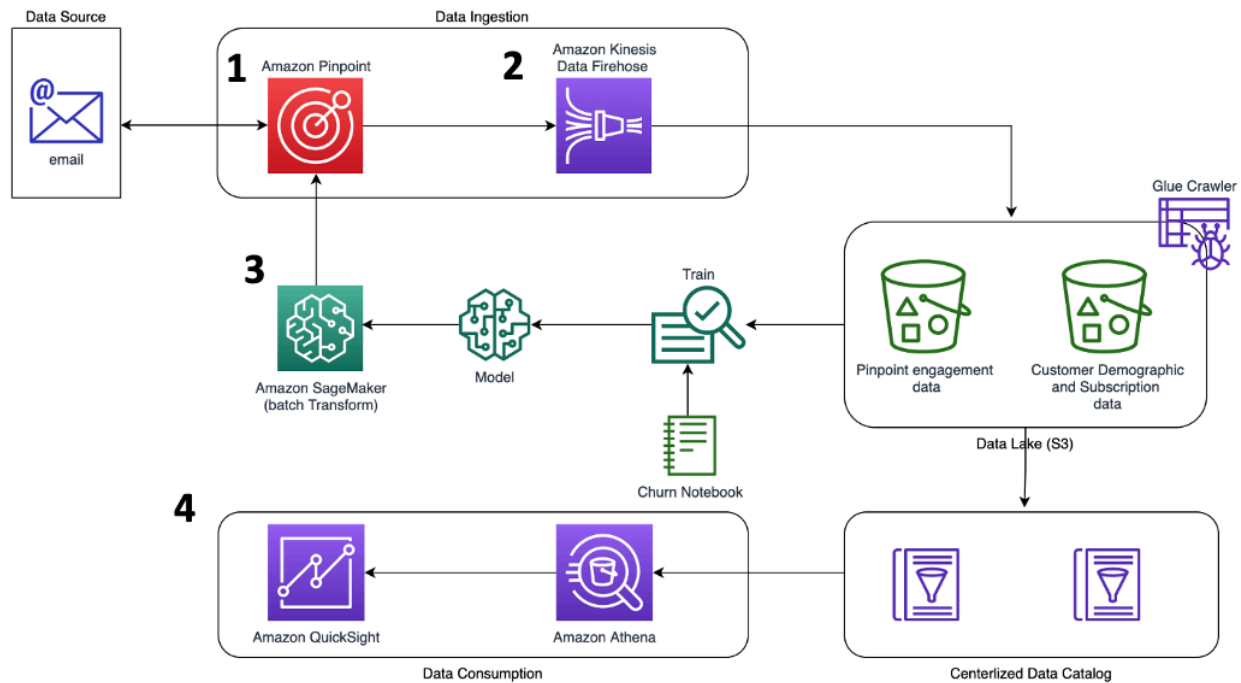 Data Source
Data Ingestion
1
Amazon Pinpoint
2
Amazon Kinesis
Data Firehose
@
email
Glue Crawler
3
Train
Amazon SageMaker
(batch Transform)
Model
Pinpoint engagement
data
Customer Demographic
and Subscription
data
Data Lake (S3)
Churn Notebook
4
Amazon QuickSight
Amazon Athena
Data Consumption
Centerlized Data Catalog